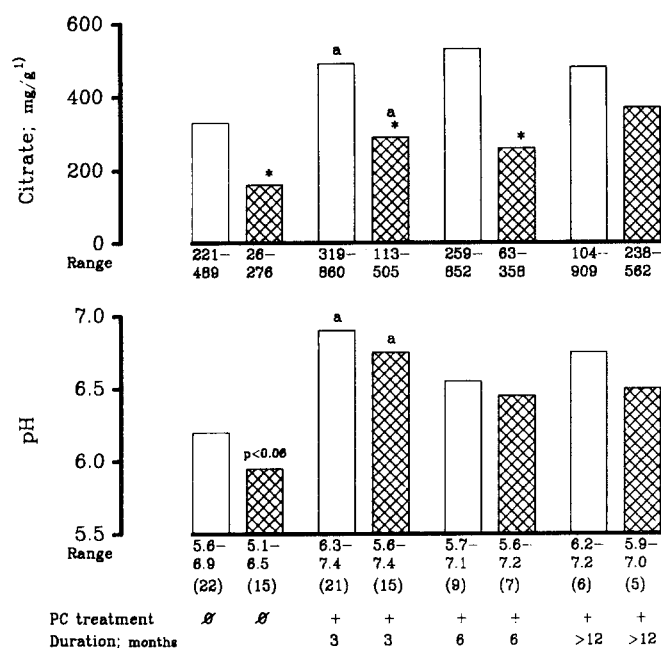 600
400
200
0
Citrate; mg/g¹)
a
a
*
*
*
Range
221– 26– 319– 113– 259– 63– 104– 238–
489 276 860 505 852 358 909 562
7.0
6.5
6.0
5.5
pH
a
a
p<0.06
Range
5.6– 5.1– 6.3– 5.6– 5.7– 5.6– 6.2– 5.9–
6.9 6.5 7.4 7.4 7.1 7.2 7.2 7.0
(22) (15) (21) (15) (9) (7) (6) (5)
PC treatment Ø Ø + + + + + +
Duration; months 3 3 6 6 >12 >12